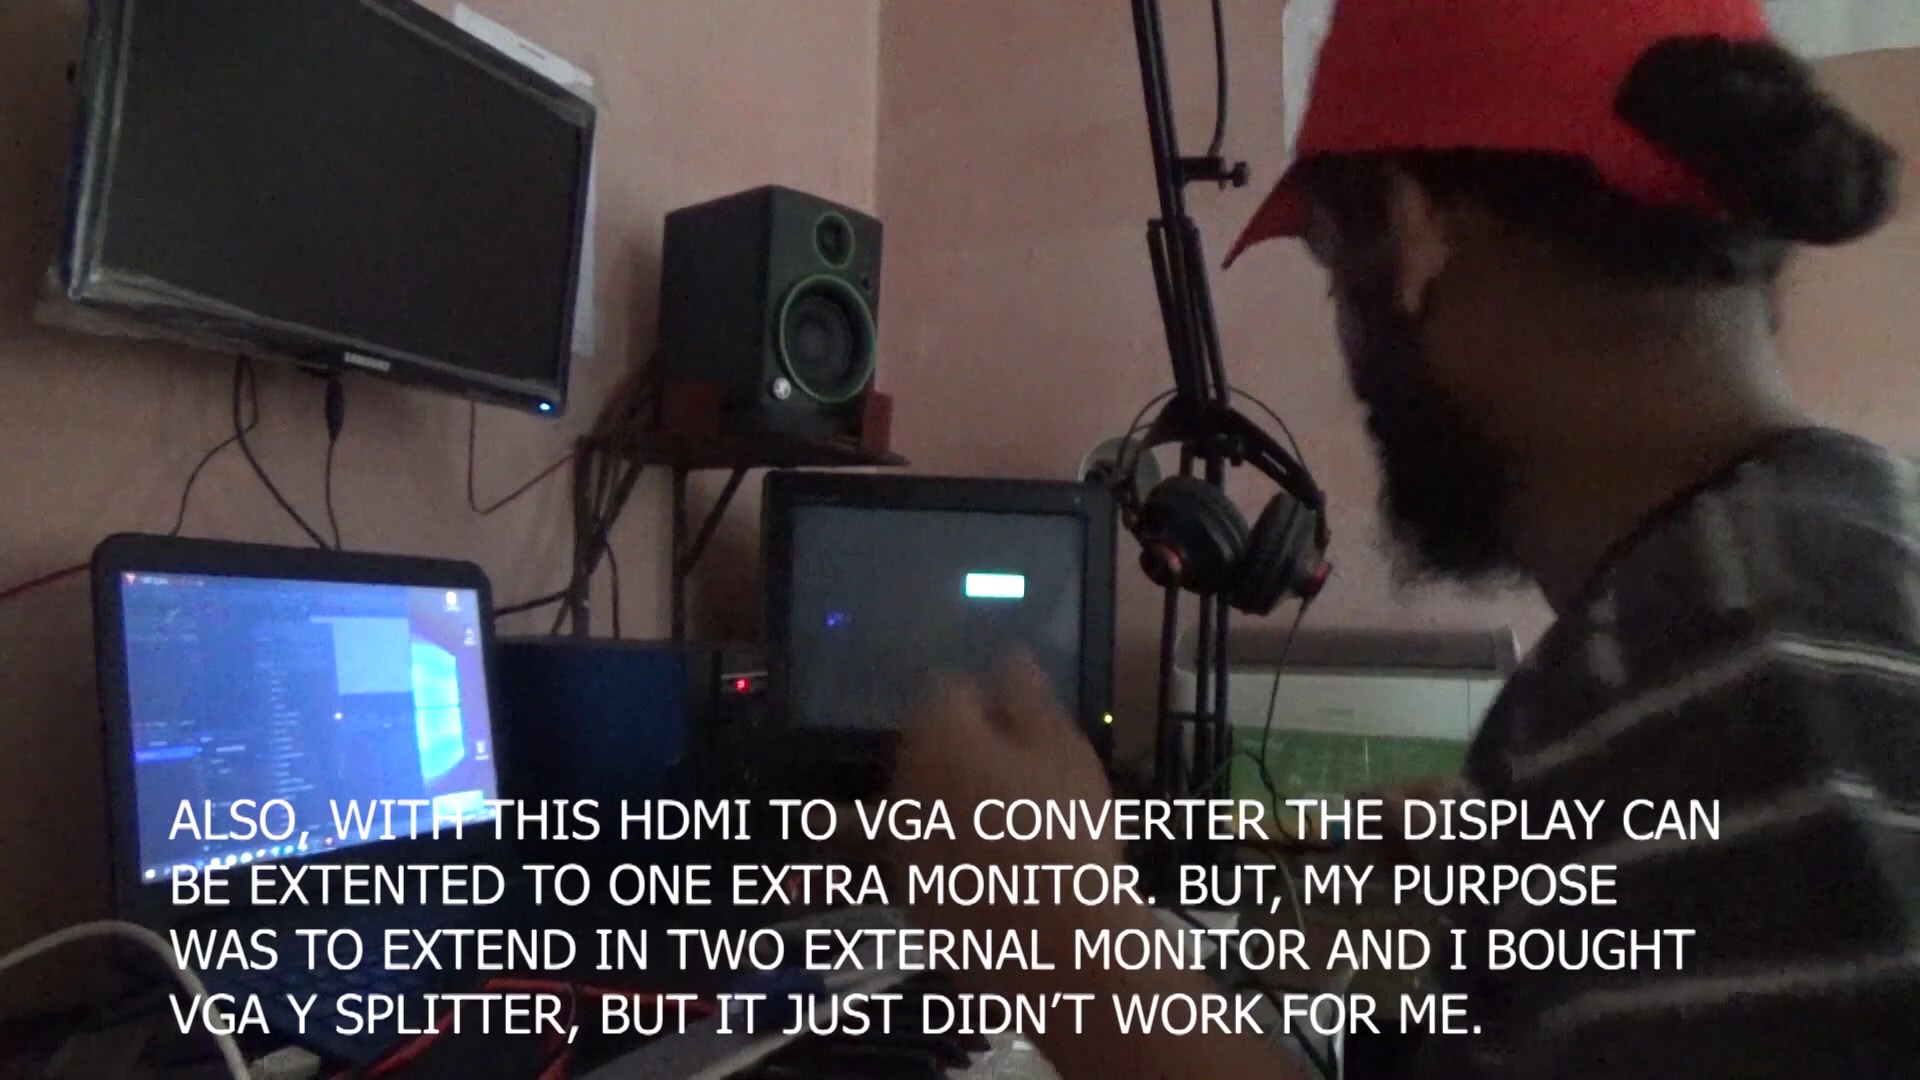 SAMSUNG
ALSO, WITH THIS HDMI TO VGA CONVERTER THE DISPLAY CAN
BE EXTENTED TO ONE EXTRA MONITOR. BUT, MY PURPOSE
WAS TO EXTEND IN TWO EXTERNAL MONITOR AND I BOUGHT
VGA Y SPLITTER, BUT IT JUST DIDN'T WORK FOR ME.